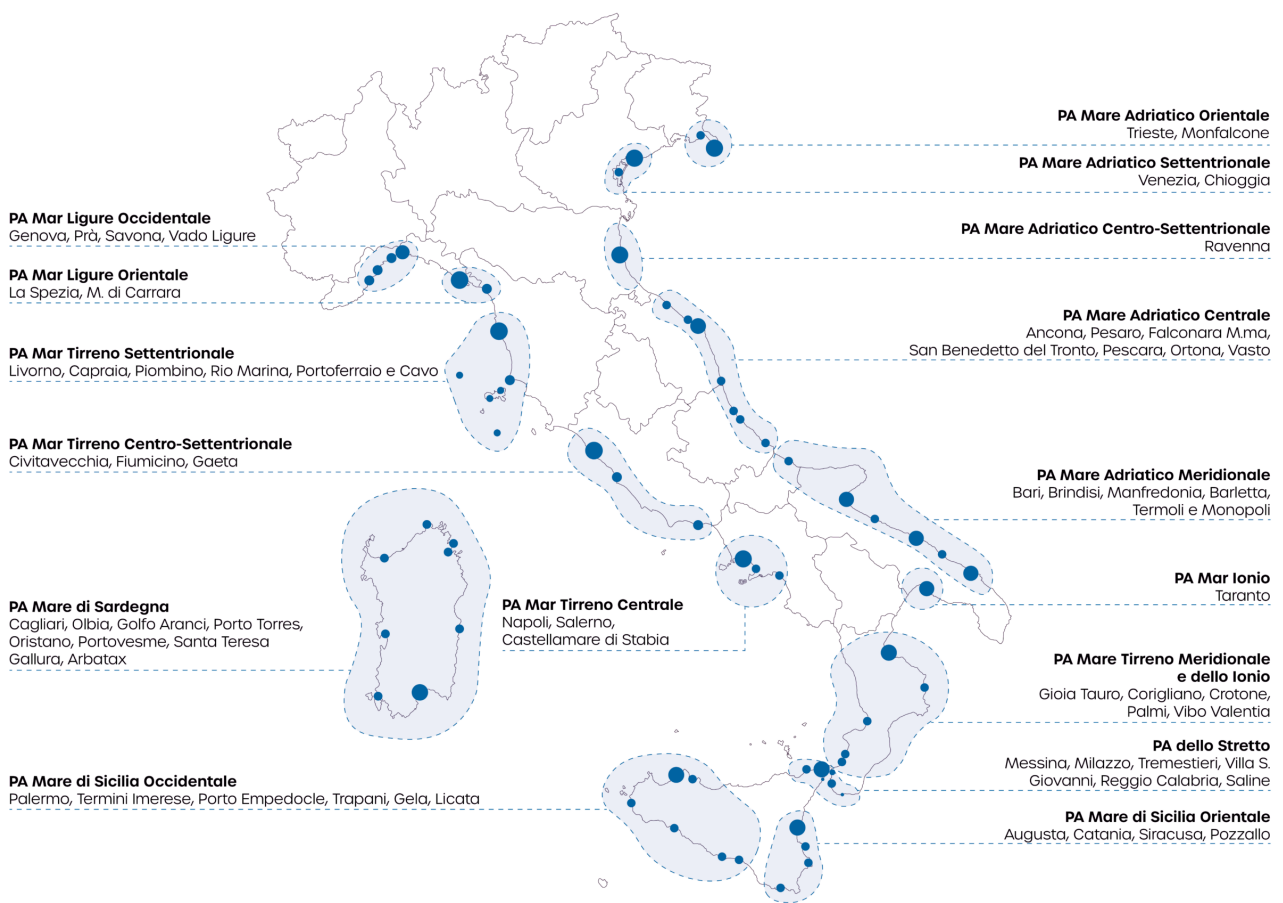 PA Mar Ligure Occidentale
Genova, Prà, Savona, Vado Ligure
PA Mar Ligure Orientale
La Spezia, M. di Carrara
PA Mar Tirreno Settentrionale
Livorno, Capraia, Piombino, Rio Marina, Portoferraio e Cavo
PA Mar Tirreno Centro-Settentrionale
Civitavecchia, Fiumicino, Gaeta
PA Mare di Sardegna
Cagliari, Olbia, Golfo Aranci, Porto Torres,
Oristano, Portovesme, Santa Teresa
Gallura, Arbatax
PA Mare di Sicilia Occidentale
Palermo, Termini Imerese, Porto Empedocle, Trapani, Gela, Licata
PA Mar Tirreno Centrale
Napoli, Salerno,
Castellamare di Stabia
PA Mare Adriatico Orientale
Trieste, Monfalcone
PA Mare Adriatico Settentrionale
Venezia, Chioggia
PA Mare Adriatico Centro-Settentrionale
Ravenna
PA Mare Adriatico Centrale
Ancona, Pesaro, Falconara M.ma,
San Benedetto del Tronto, Pescara, Ortona, Vasto
PA Mare Adriatico Meridionale
Bari, Brindisi, Manfredonia, Barletta,
Termoli e Monopoli
PA Mar Ionio
Taranto
PA Mare Tirreno Meridionale
e dello Ionio
Gioia Tauro, Corigliano, Crotone,
Palmi, Vibo Valentia
PA dello Stretto
Messina, Milazzo, Tremestieri, Villa S.
Giovanni, Reggio Calabria, Saline
PA Mare di Sicilia Orientale
Augusta, Catania, Siracusa, Pozzallo